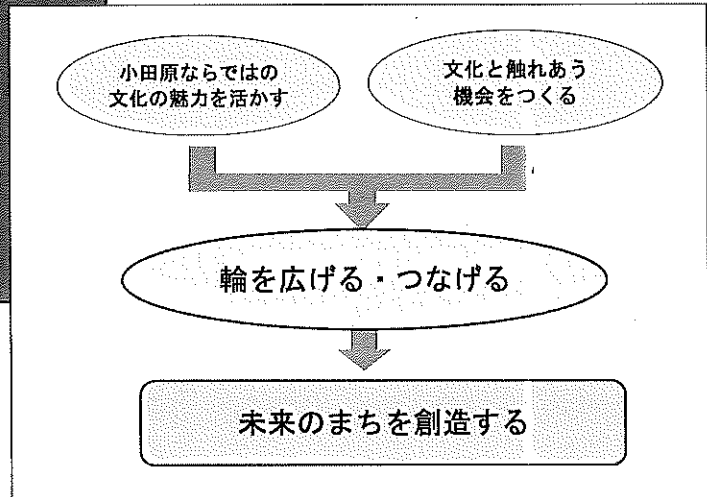 小田原ならではの
文化の魅力を活かす
文化と触れあう
機会をつくる
輪を広げる・つなげる
未来のまちを創造する